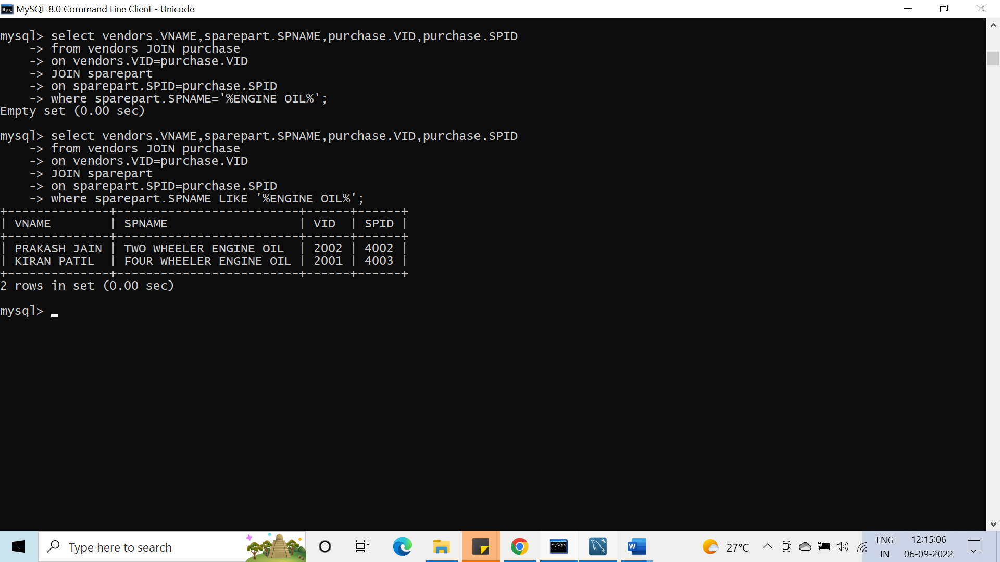 MySQL 8.0 Command Line Client - Unicode
mysql> select vendors.VNAME,sparepart.SPNAME,purchase.VID,purchase.SPID
-> from vendors JOIN purchase
-> on vendors.VID=purchase.VID
-> JOIN sparepart
-> on sparepart.SPID=purchase.SPID
-> where sparepart.SPNAME='%ENGINE OIL%';
Empty set (0.00 sec)
mysql> select vendors.VNAME,sparepart.SPNAME,purchase.VID,purchase.SPID
-> from vendors JOIN purchase
-> on vendors.VID=purchase.VID
-> JOIN sparepart
-> on sparepart.SPID=purchase.SPID
-> where sparepart.SPNAME LIKE '%ENGINE OIL%';
+--------------+-------------------------+------+------+
| VNAME        | SPNAME                  | VID  | SPID |
+--------------+-------------------------+------+------+
| PRAKASH JAIN | TWO WHEELER ENGINE OIL  | 2002 | 4002 |
| KIRAN PATIL  | FOUR WHEELER ENGINE OIL | 2001 | 4003 |
+--------------+-------------------------+------+------+
2 rows in set (0.00 sec)
mysql>
Type here to search
MySQL>
W
27°C
ENG
IN
12:15:06
06-09-2022